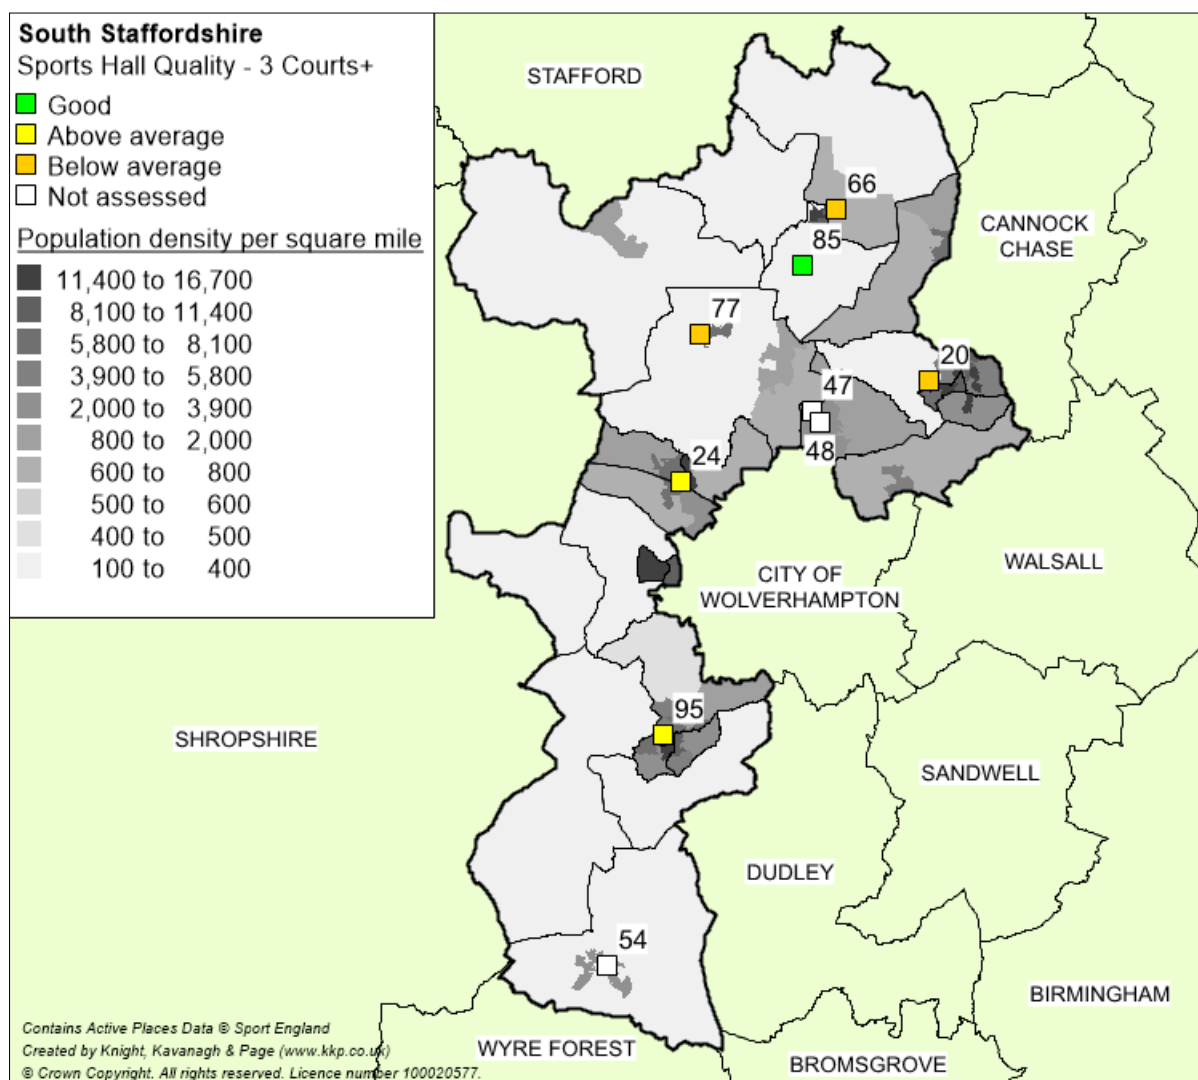 South Staffordshire
Sports Hall Quality - 3 Courts+
Good
Above average
Below average
Not assessed
Population density per square mile
11,400 to 16,700
8,100 to 11,400
5,800 to 8,100
3,900 to 5,800
2,000 to 3,900
800 to 2,000
600 to 800
500 to 600
400 to 500
100 to 400
STAFFORD
66
CANNOCK
CHASE
85
77
20
47
48
24
WALSALL
CITY OF
WOLVERHAMPTON
95
SHROPSHIRE
SANDWELL
DUDLEY
54
BIRMINGHAM
WYRE FOREST
BROMSGROVE
Contains Active Places Data © Sport England
Created by Knight, Kavanagh & Page (www.kkp.co.uk)
© Crown Copyright. All rights reserved. Licence number 100020577.